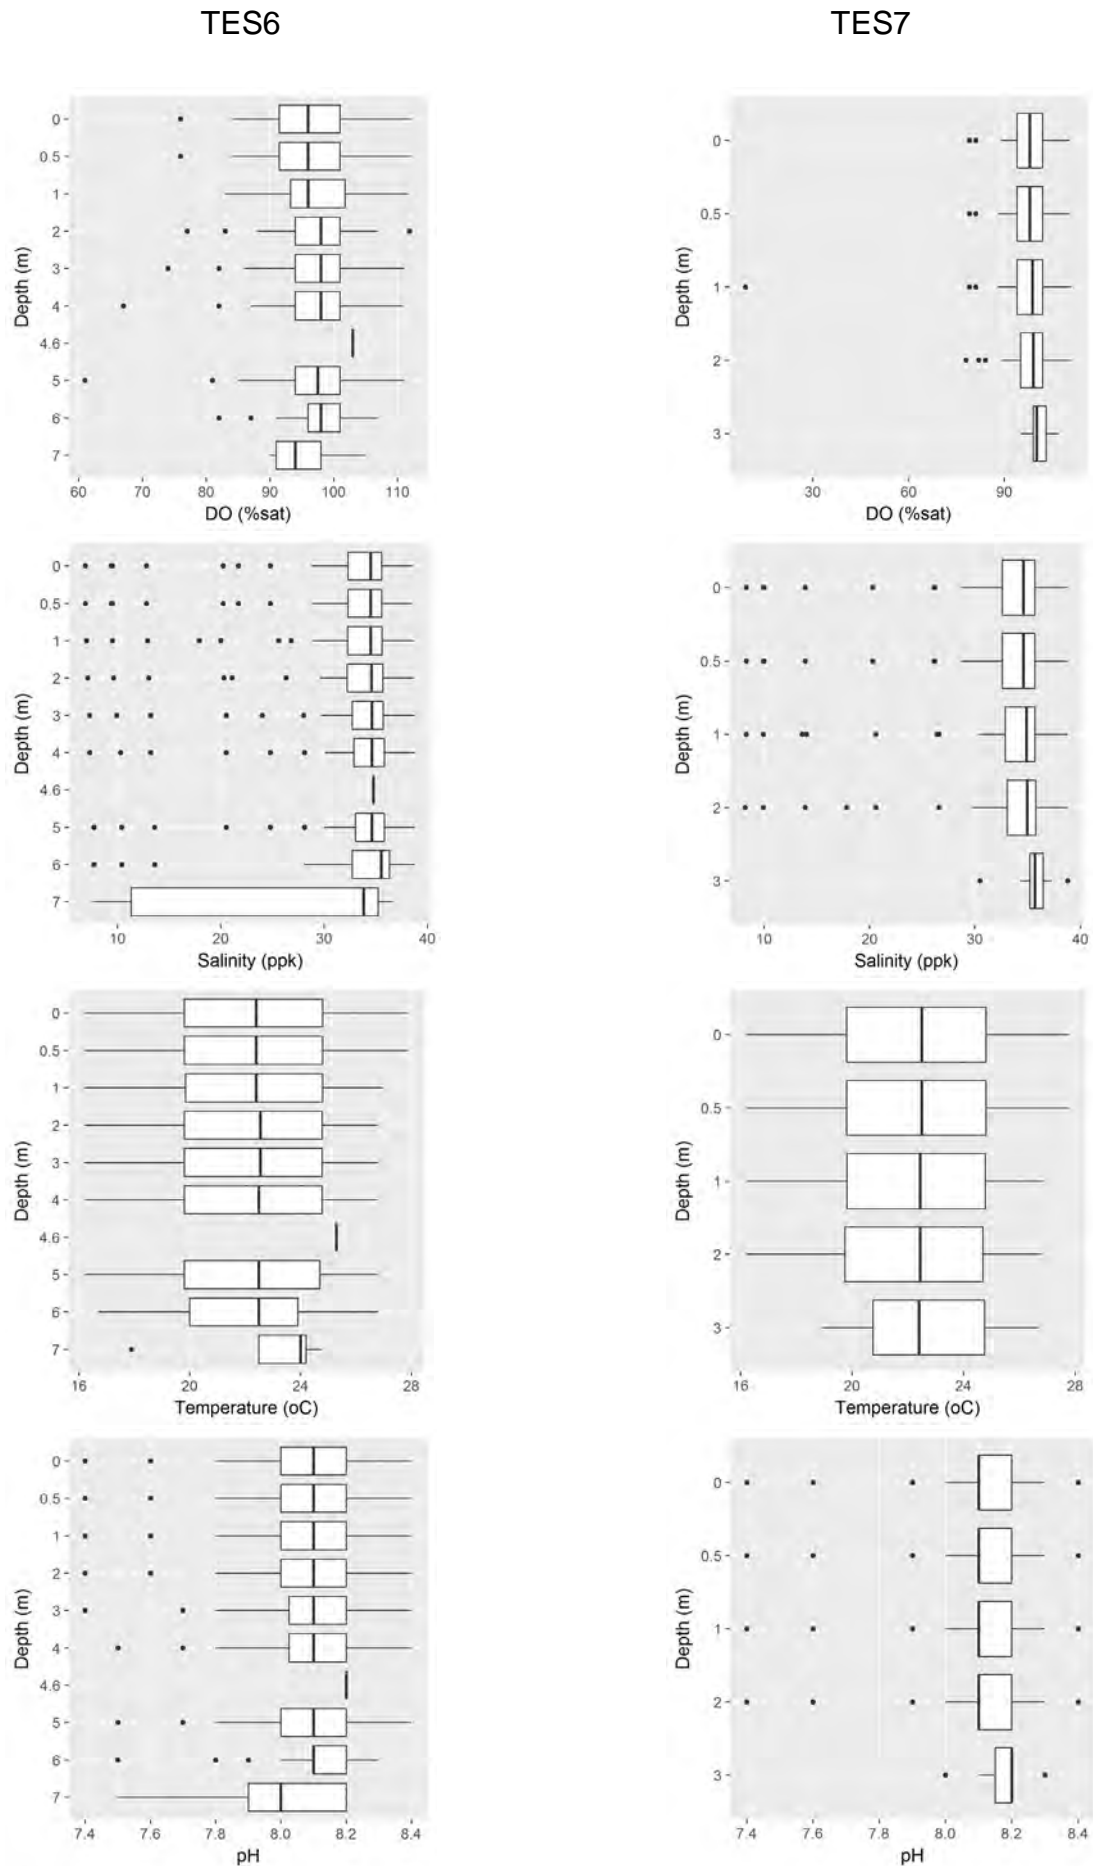 TES6
TES7
Depth (m)
0
0 5
1
2
3
4
4.6
5
6
7
60 70 80 90 100 110
DO (%sat)
Depth (m)
0
0.5
1
2
3
30 60 90
DO (%sat)
Depth (m)
0
0.5
1
2
3
4
4.6
5
6
7
10 20 30 40
Salinity (ppk)
Depth (m)
0
0.5
1
2
3
10 20 30 40
Salinity (ppk)
Depth (m)
0
0.5
1
2
3
4
4.6
5
6
7
16 20 24 28
Temperature (oC)
Depth (m)
0
0.5
1
2
3
16 20 24 28
Temperature (oC)
Depth (m)
0
0 5
1
2
3
4
4.6
5
6
7
7.4 7.6 7.8 8.0 8.2 8.4
pH
Depth (m)
0
0.5
1
2
3
7.4 7.6 7.8 8.0 8.2 8.4
pH